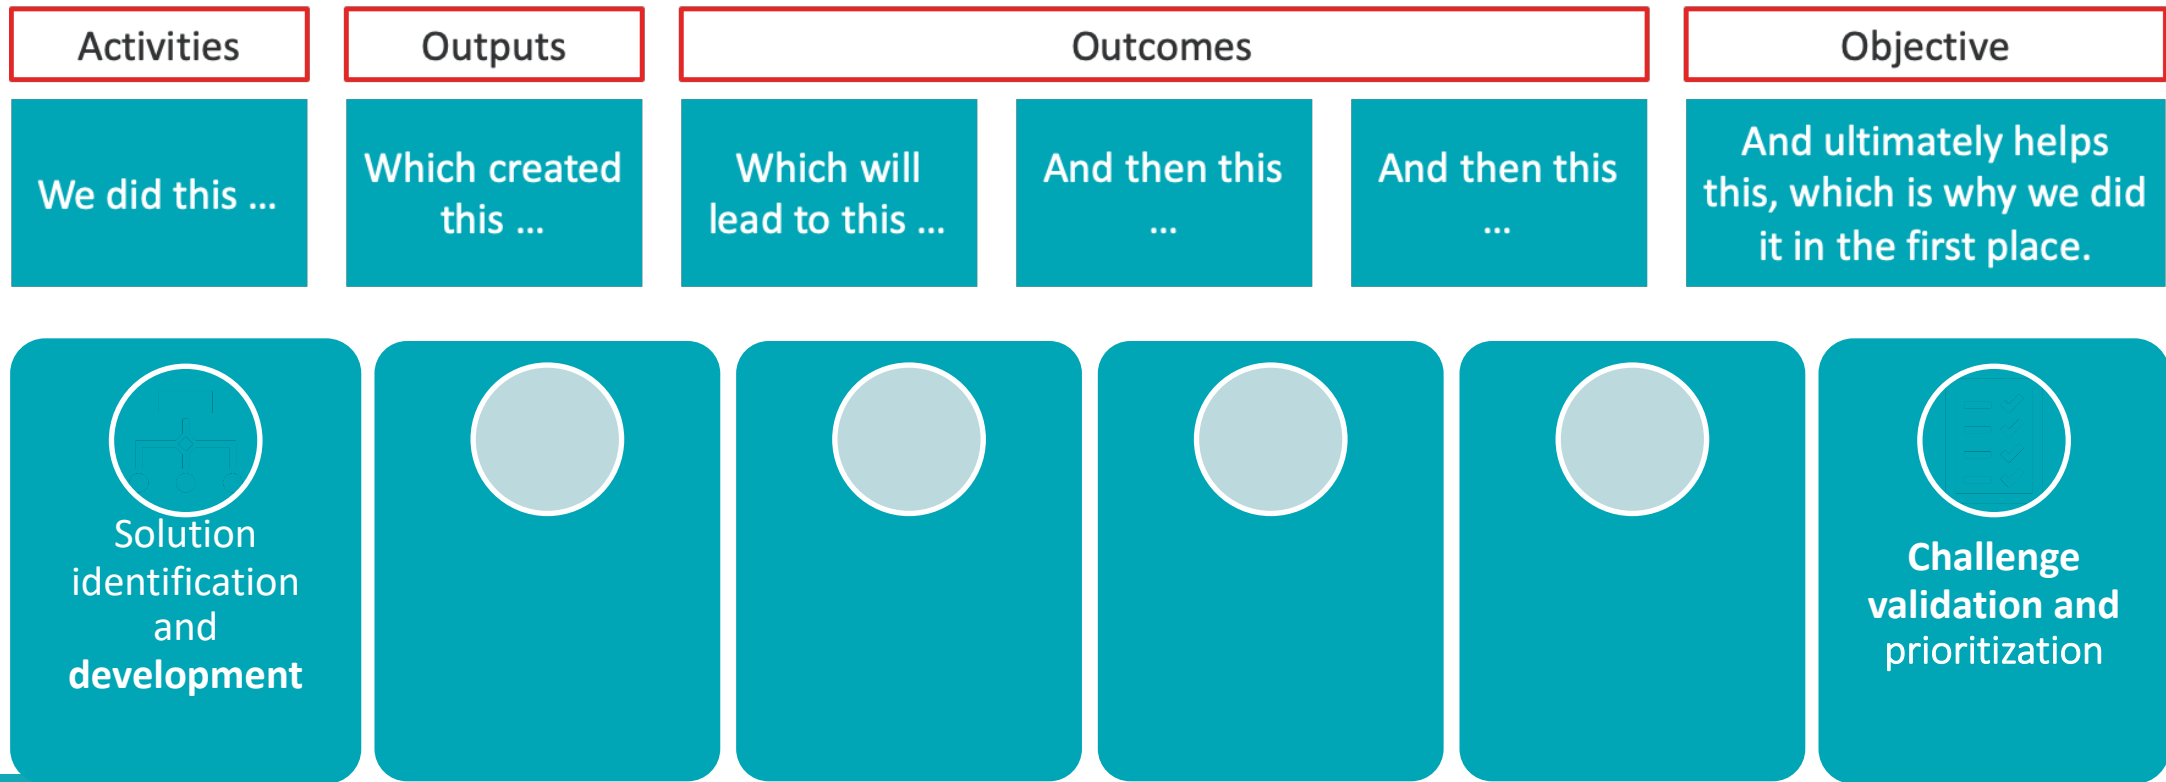 Activities
Outputs
Outcomes
Objective
We did this ...
Which created
this ...
Which will
lead to this ...
And then this
...
And then this
...
And ultimately helps
this, which is why we did
it in the first place.
Solution
identification
and
development
Challenge
validation and
prioritization